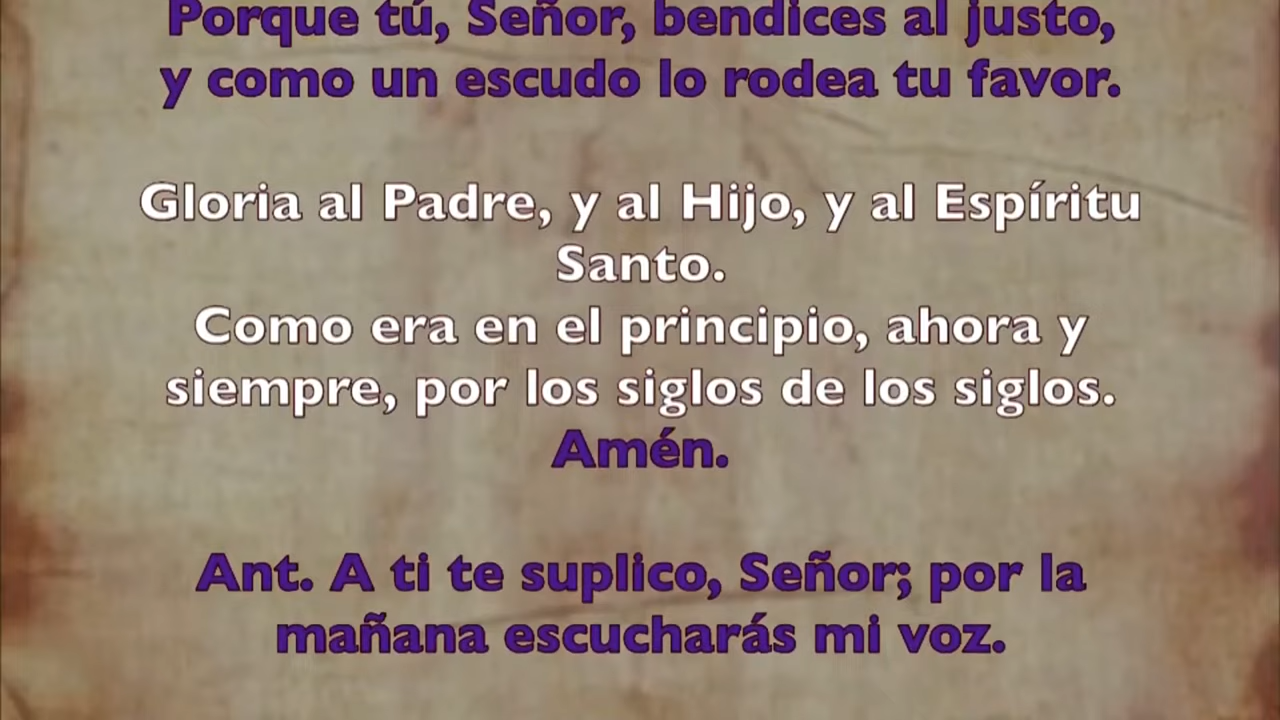 Porque tú, Señor, bendices al justo,
y como un escudo lo rodea tu favor.
Gloria al Padre, y al Hijo, y al Espíritu
Santo.
Como era en el principio, ahora y
siempre, por los siglos de los siglos.
Amén.
Ant. A ti te suplico, Señor; por la
mañana escucharás mi voz.